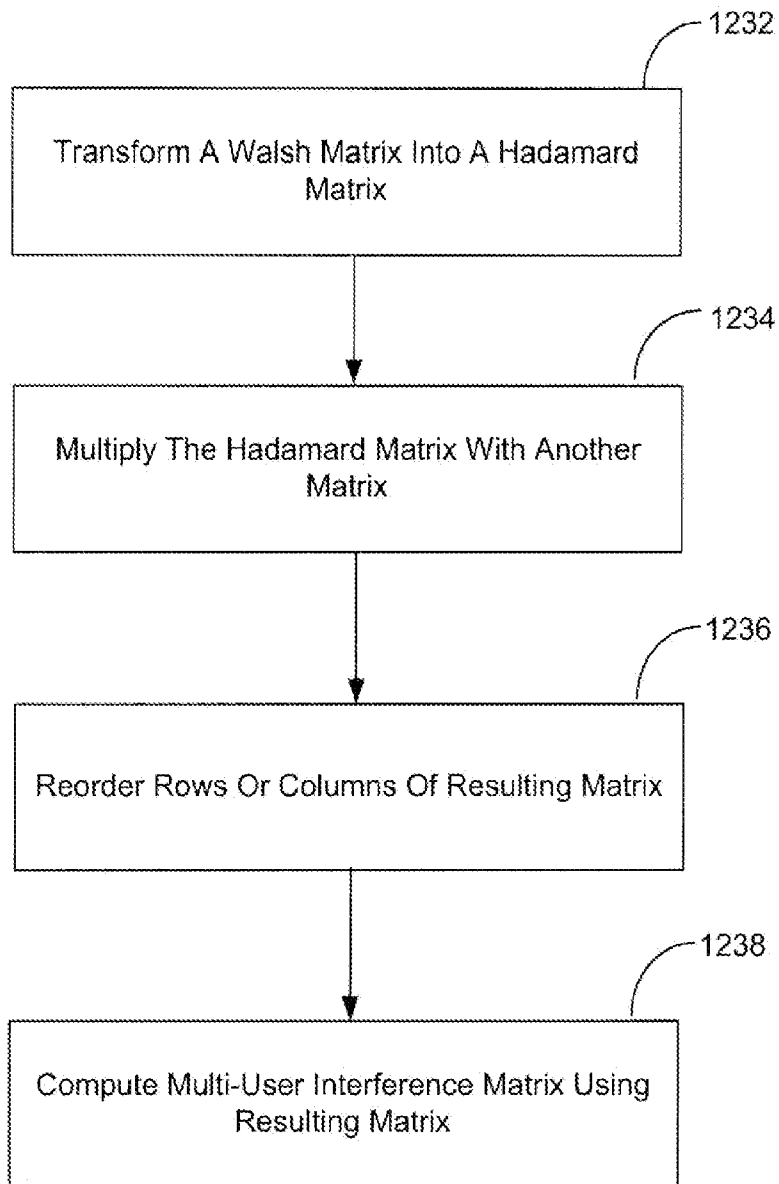 1232
Transform A Walsh Matrix Into A Hadamard
Matrix
1234
Multiply The Hadamard Matrix With Another
Matrix
1236
Reorder Rows Or Columns Of Resulting Matrix
1238
Compute Multi-User Interference Matrix Using
Resulting Matrix